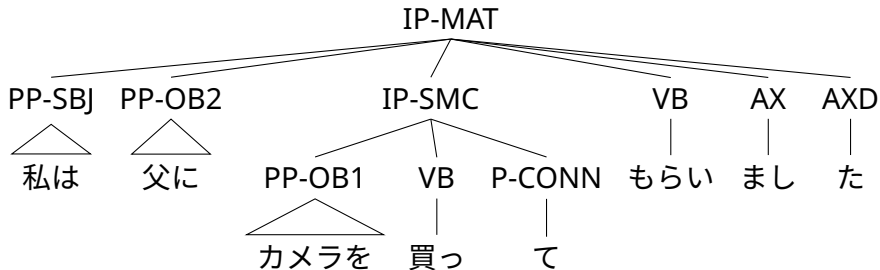 IP-MAT
PP-SBJ PP-OB2 IP-SMC VB AX AXD
私は 父に PP-OB1 VB P-CONN もらい まし た
カメラを 買っ て